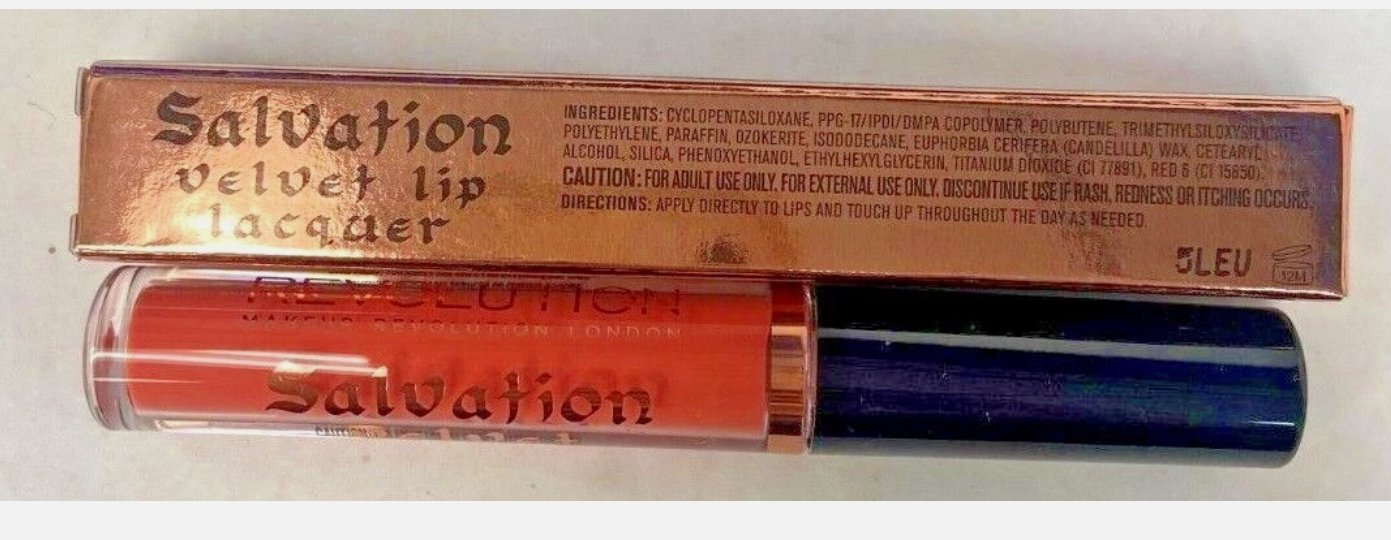 Salvation
velvet lip
lacquer
INGREDIENTS: CYCLOPENTASILOXANE, PPG-17/IPDI/DMPA COPOLYMER, POLYBUTENE, TRIMETHYLSILOXYSILICATE,
POLYETHYLENE, PARAFFIN, OZOKERITE, ISODODECANE, EUPHORBIA CERIFERA (CANDELILLA) WAX, CETEARYL
ALCOHOL, SILICA, PHENOXYETHANOL, ETHYLHEXYLGLYCERIN, TITANIUM DIOXIDE (CI 77891), RED 6 (CI 15850).
CAUTION: FOR ADULT USE ONLY. FOR EXTERNAL USE ONLY. DISCONTINUE USE IF RASH, REDNESS OR ITCHING OCCURS.
DIRECTIONS: APPLY DIRECTLY TO LIPS AND TOUCH UP THROUGHOUT THE DAY AS NEEDED.
5LEU
12M
REVOLUTION
MAKEUP REVOLUTION LONDON
Salvation
CAUTION
velvet